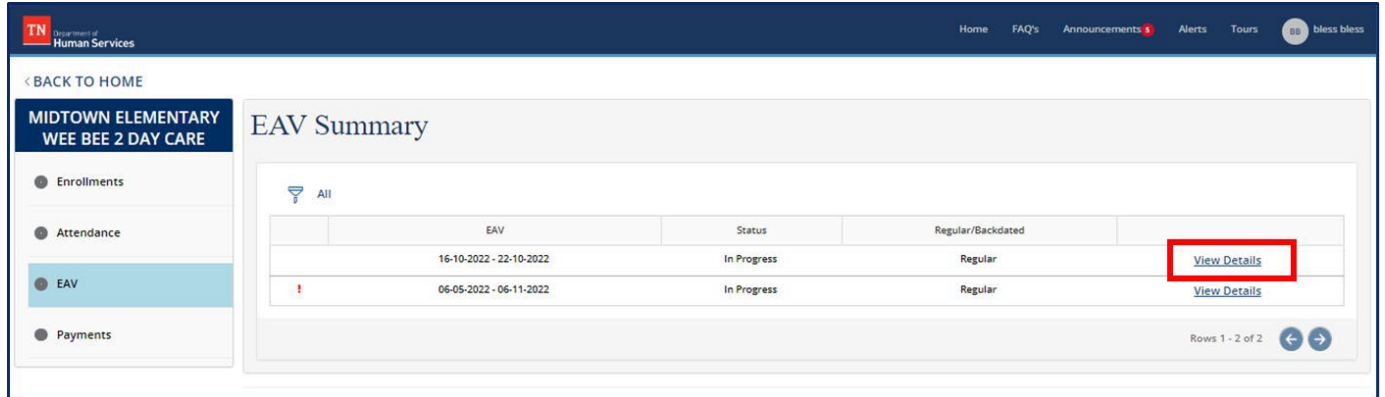 TN Department of
Human Services
Home FAQ's Announcements 5 Alerts Tours BB bless bless
< BACK TO HOME
MIDTOWN ELEMENTARY
WEE BEE 2 DAY CARE
Enrollments
Attendance
EAV
Payments
EAV Summary
All
EAV Status Regular/Backdated
16-10-2022 - 22-10-2022 In Progress Regular View Details
! 06-05-2022 - 06-11-2022 In Progress Regular View Details
Rows 1 - 2 of 2